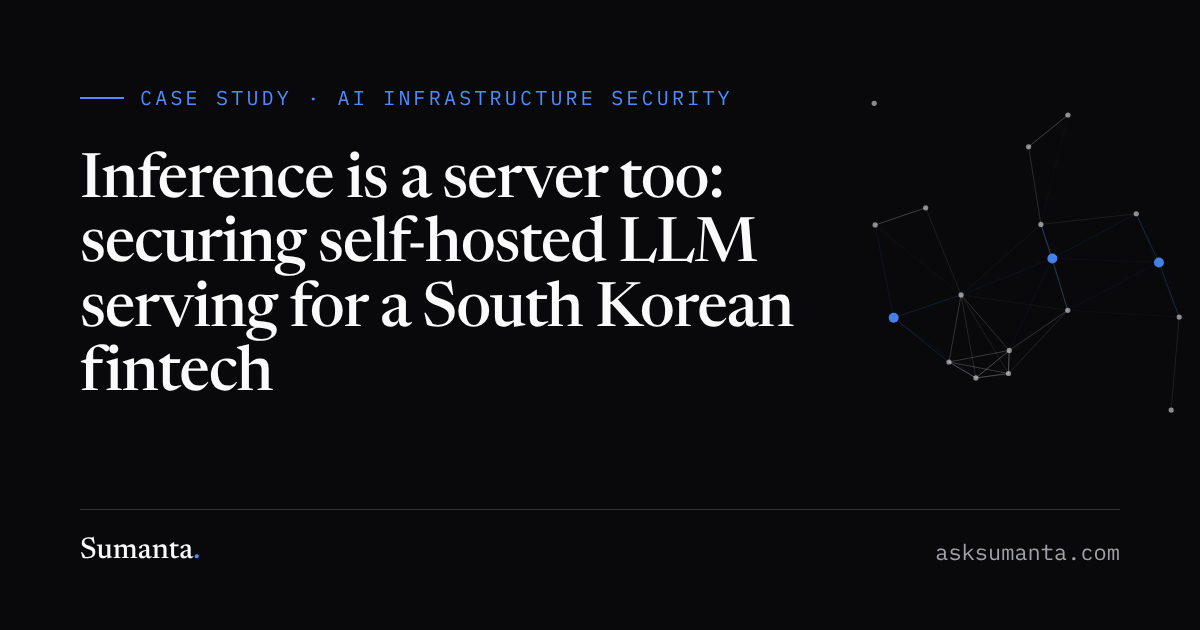 CASE STUDY · AI INFRASTRUCTURE SECURITY
Inference is a server too:
securing self-hosted LLM
serving for a South Korean
fintech
Sumanta.
asksumanta.com